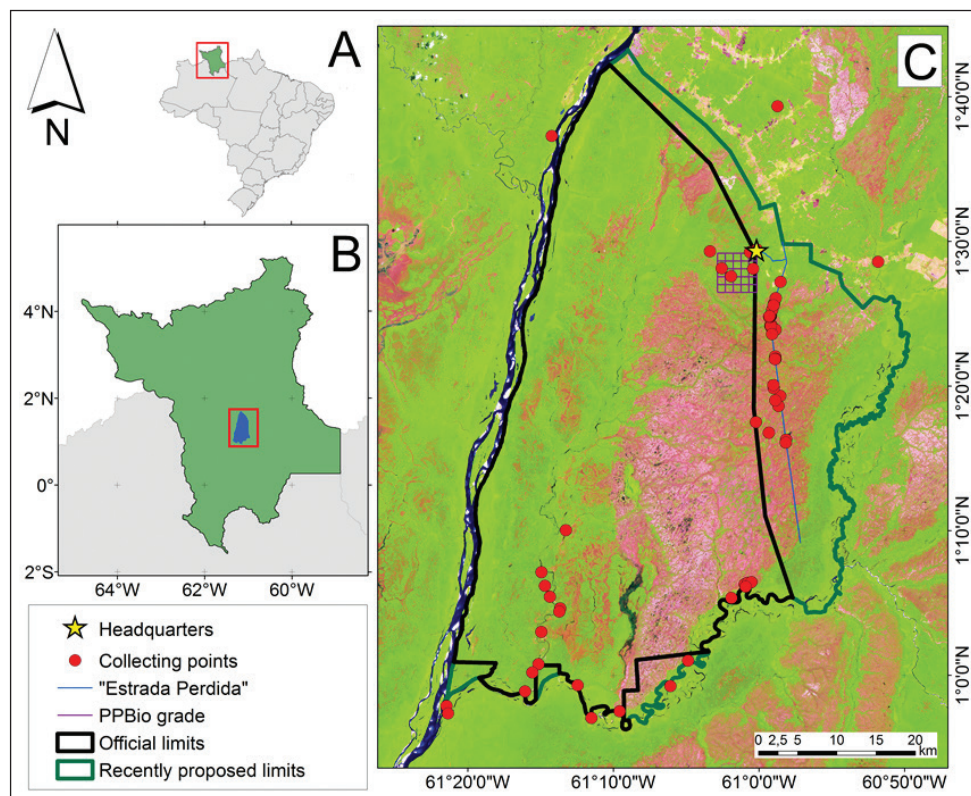 A
N
B
4°N
2°N
0°
2°S
64°W 62°W 60°W
Headquarters
Collecting points
"Estrada Perdida"
PPBio grade
Official limits
Recently proposed limits
C
1°40'0"N
1°30'0"N
1°20'0"N
1°10'0"N
1°0'0"N
0 2,5 5 10 15 20
km
61°20'0"W 61°10'0"W 61°0'0"W 60°50'0"W